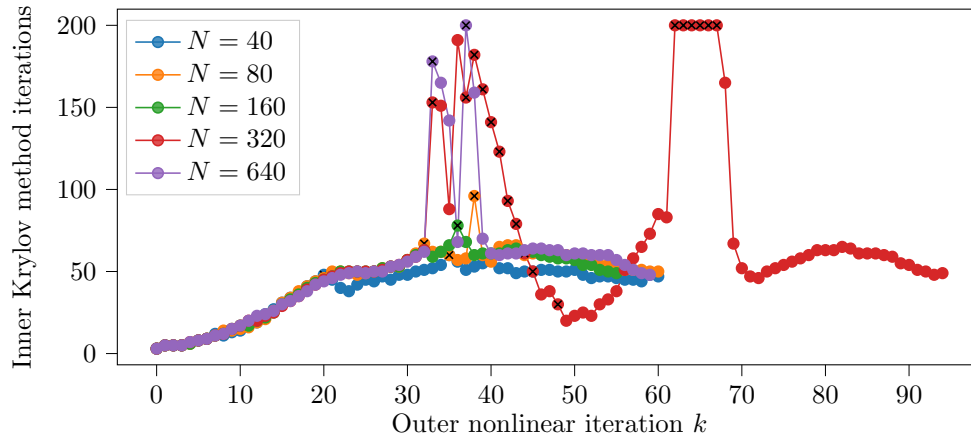 Inner Krylov method iterations
200
150
100
50
0
N = 40
N = 80
N = 160
N = 320
N = 640
0 10 20 30 40 50 60 70 80 90
Outer nonlinear iteration k